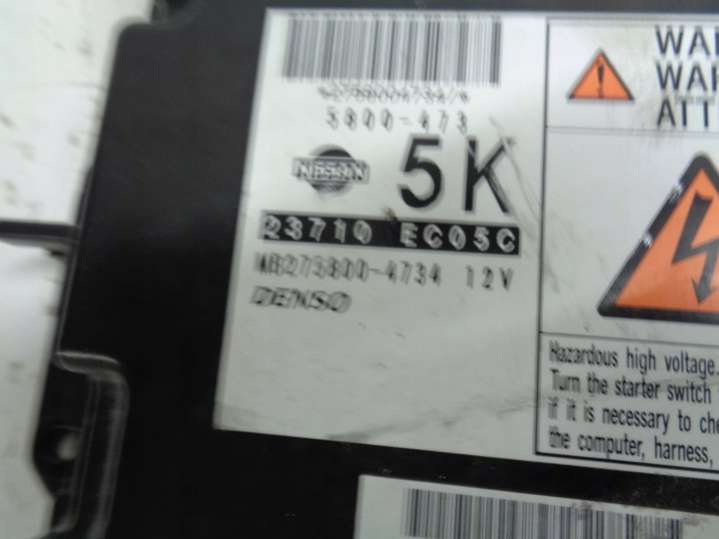 5800-473
NISSAN
5K
23710 EC05C
MB275800-4734 12V
DENSO
Hazardous high voltage.
Turn the starter switch
if it is necessary to che
the computer, harness,
WA
WA
ATT